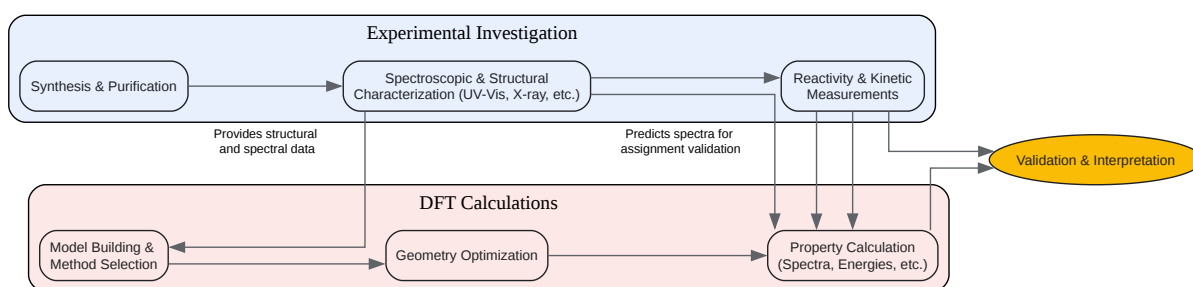 Experimental Investigation
Synthesis & Purification
Spectroscopic & Structural
Characterization (UV-Vis, X-ray, etc.)
Reactivity & Kinetic
Measurements
Provides structural
and spectral data
Predicts spectra for
assignment validation
Validation & Interpretation
DFT Calculations
Model Building &
Method Selection
Geometry Optimization
Property Calculation
(Spectra, Energies, etc.)